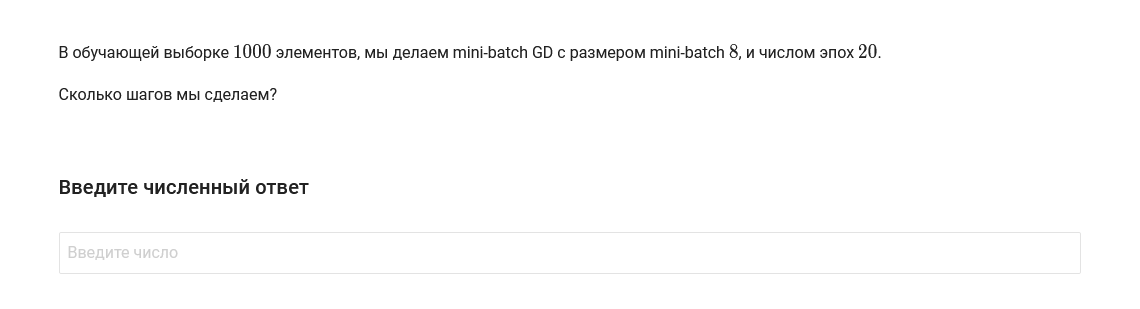 В обучающей выборке 1000 элементов, мы делаем mini-batch GD с размером mini-batch 8, и числом эпох 20.
Сколько шагов мы сделаем?
Введите численный ответ
Введите число